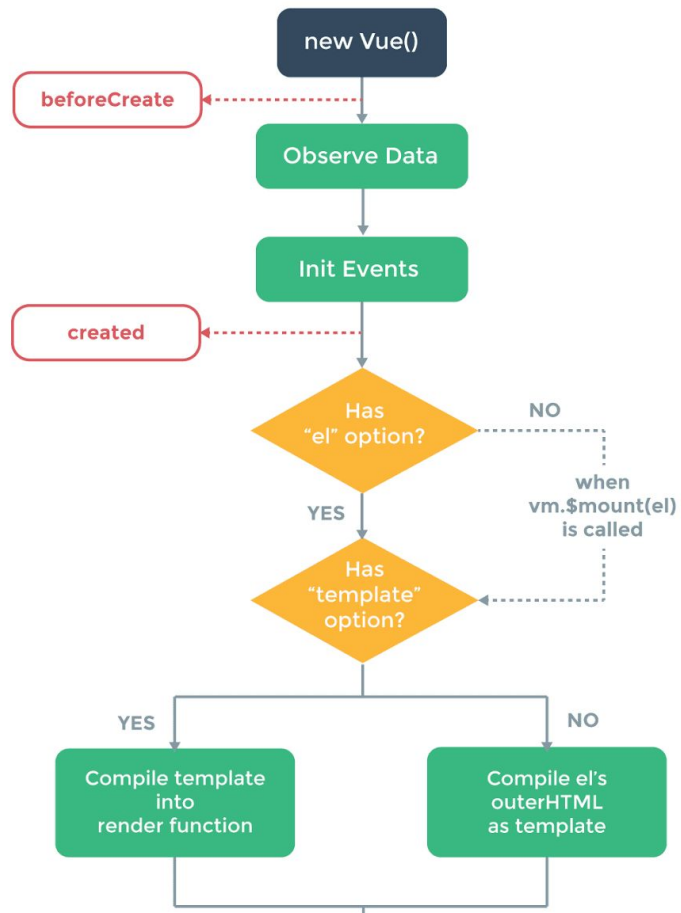 new Vue()
beforeCreate
Observe Data
Init Events
created
Has
“el” option?
NO
when
vm.$mount(el)
is called
YES
Has
“template”
option?
YES
NO
Compile template
into
render function
Compile el’s
outerHTML
as template